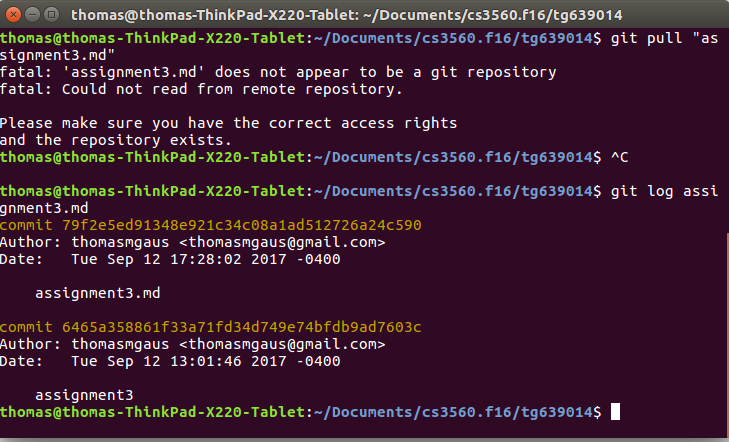 thomas@thomas-ThinkPad-X220-Tablet: ~/Documents/cs3560.f16/tg639014
thomas@thomas-ThinkPad-X220-Tablet:~/Documents/cs3560.f16/tg639014$ git pull "as
signment3.md"
fatal: 'assignment3.md' does not appear to be a git repository
fatal: Could not read from remote repository.

Please make sure you have the correct access rights
and the repository exists.
thomas@thomas-ThinkPad-X220-Tablet:~/Documents/cs3560.f16/tg639014$ ^C

thomas@thomas-ThinkPad-X220-Tablet:~/Documents/cs3560.f16/tg639014$ git log assi
gnment3.md
commit 79f2e5ed91348e921c34c08a1ad512726a24c590
Author: thomasmgaus <thomasmgaus@gmail.com>
Date:   Tue Sep 12 17:28:02 2017 -0400

    assignment3.md

commit 6465a358861f33a71fd34d749e74bfdb9ad7603c
Author: thomasmgaus <thomasmgaus@gmail.com>
Date:   Tue Sep 12 13:01:46 2017 -0400

    assignment3
thomas@thomas-ThinkPad-X220-Tablet:~/Documents/cs3560.f16/tg639014$